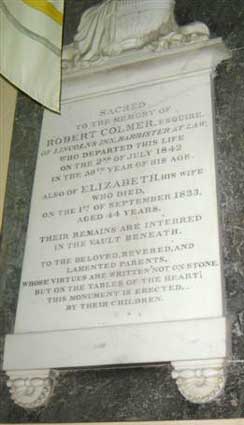 SACRED
TO THE MEMORY OF
ROBERT COLMER, ESQUIRE,
OF LINCOLNS INN, BARRISTER AT LAW,
WHO DEPARTED THIS LIFE
ON THE 2ND OF JULY 1842
IN THE TH YEAR OF HIS AGE.
ALSO OF ELIZABETH, HIS WIFE
WHO DIED,
ON THE 1ST OF SEPTEMBER 1833,
AGED 44 YEARS.
THEIR REMAINS ARE INTERRED
IN THE VAULT BENEATH.
TO THE BELOVED, REVERED, AND
LAMENTED PARENTS,
WHOSE VIRTUES ARE WRITTEN "NOT ON STONE
BUT ON THE TABLES OF THE HEART;
THIS MONUMENT IS ERECTED,
BY THEIR CHILDREN.